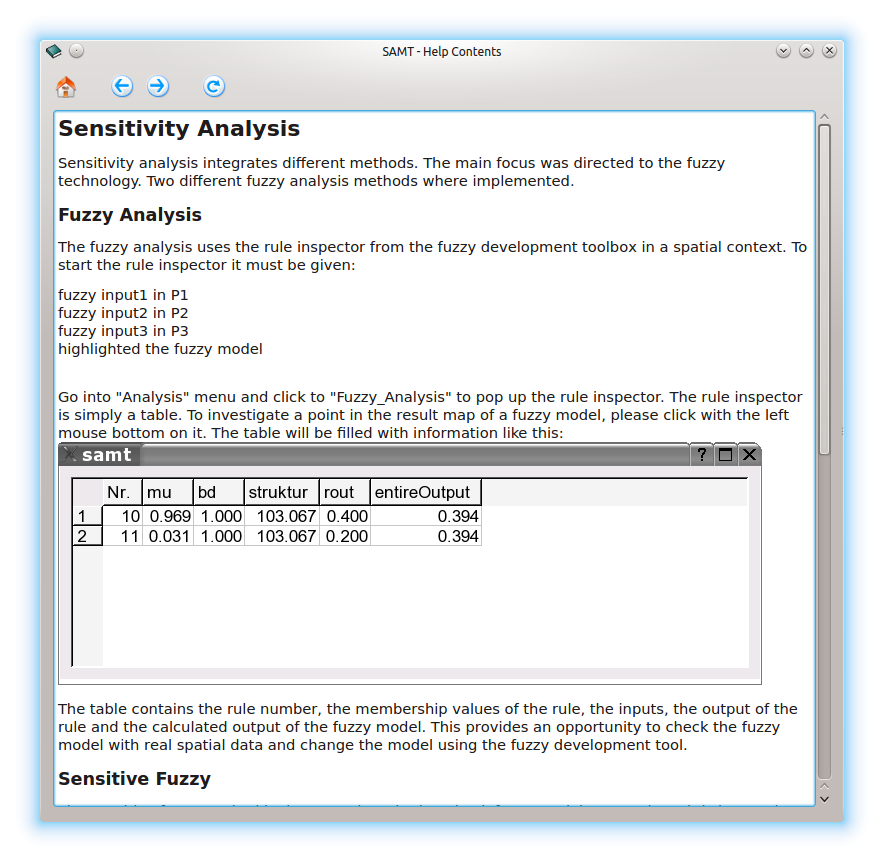 SAMT - Help Contents
Sensitivity Analysis
Sensitivity analysis integrates different methods. The main focus was directed to the fuzzy
technology. Two different fuzzy analysis methods where implemented.
Fuzzy Analysis
The fuzzy analysis uses the rule inspector from the fuzzy development toolbox in a spatial context. To
start the rule inspector it must be given:
fuzzy input1 in P1
fuzzy input2 in P2
fuzzy input3 in P3
highlighted the fuzzy model
Go into "Analysis" menu and click to "Fuzzy_Analysis" to pop up the rule inspector. The rule inspector
is simply a table. To investigate a point in the result map of a fuzzy model, please click with the left
mouse bottom on it. The table will be filled with information like this:
samt
Nr. mu bd struktur rout entireOutput
1 10 0.969 1.000 103.067 0.400 0.394
2 11 0.031 1.000 103.067 0.200 0.394
The table contains the rule number, the membership values of the rule, the inputs, the output of the
rule and the calculated output of the fuzzy model. This provides an opportunity to check the fuzzy
model with real spatial data and change the model using the fuzzy development tool.
Sensitive Fuzzy